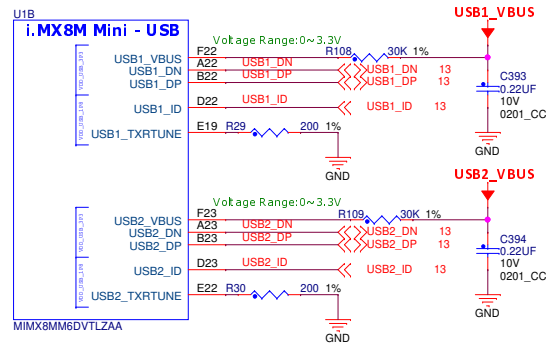 U1B
i.MX8M Mini - USB
USB1_VBUS
Voltage Range:0~3.3V
VDD_USB_3P3
USB1_VBUS F22 R108 30K 1%
USB1_DN A22 USB1_DN USB1_DN 13
USB1_DP B22 USB1_DP USB1_DP 13
C393
0.22UF
10V
0201_CC
USB1_ID D22 USB1_ID USB1_ID 13
USB1_TXRTUNE E19 R29 200 1%
GND
GND
USB2_VBUS
Voltage Range:0~3.3V
VDD_USB_3P3
USB2_VBUS F23 R109 30K 1%
USB2_DN A23 USB2_DN USB2_DN 13
USB2_DP B23 USB2_DP USB2_DP 13
C394
0.22UF
10V
0201_CC
USB2_ID D23 USB2_ID USB2_ID 13
USB2_TXRTUNE E22 R30 200 1%
GND
GND
MIMX8MM6DVTLZAA